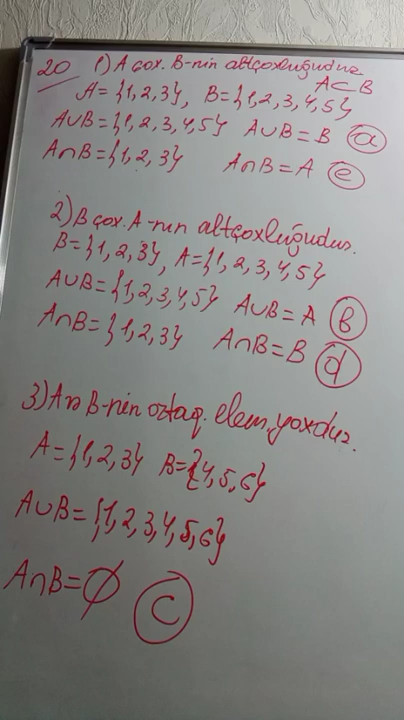 20 1) A çox. B-nin altçoxluğudur
A⊂B
A={1,2,3}, B={1,2,3,4,5}
A∪B={1,2,3,4,5} A∪B=B a
A∩B={1,2,3} A∩B=A e
2) B çox. A-nın altçoxluğudur.
B={1,2,3}, A={1,2,3,4,5}
A∪B={1,2,3,4,5} A∪B=A b
A∩B={1,2,3} A∩B=B d
3) A və B-nin ortaq. elem. yoxdur.
A={1,2,3} B={4,5,6}
A∪B={1,2,3,4,5,6}
A∩B=∅ c